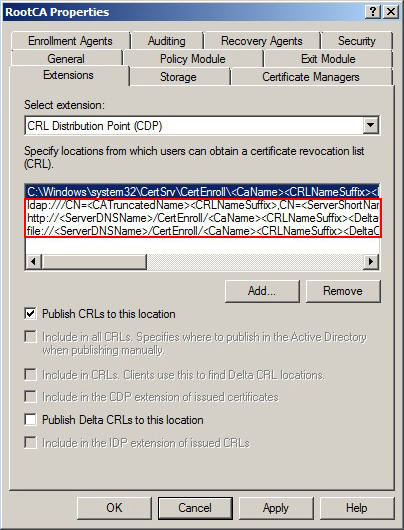 RootCA Properties
Enrollment Agents Auditing Recovery Agents Security
General Policy Module Exit Module
Extensions Storage Certificate Managers
Select extension:
CRL Distribution Point (CDP)
Specify locations from which users can obtain a certificate revocation list
(CRL).
C:\Windows\system32\CertSrv\CertEnroll\<CaName><CRLNameSuffix><
ldap:///CN=<CATruncatedName><CRLNameSuffix>,CN=<ServerShortNar
http://<ServerDNSName>/CertEnroll/<CaName><CRLNameSuffix><Delta
file://<ServerDNSName>/CertEnroll/<CaName><CRLNameSuffix><DeltaC
Add... Remove
Publish CRLs to this location
Include in all CRLs. Specifies where to publish in the Active Directory
when publishing manually.
Include in CRLs. Clients use this to find Delta CRL locations.
Include in the CDP extension of issued certificates
Publish Delta CRLs to this location
Include in the IDP extension of issued CRLs
OK Cancel Apply Help